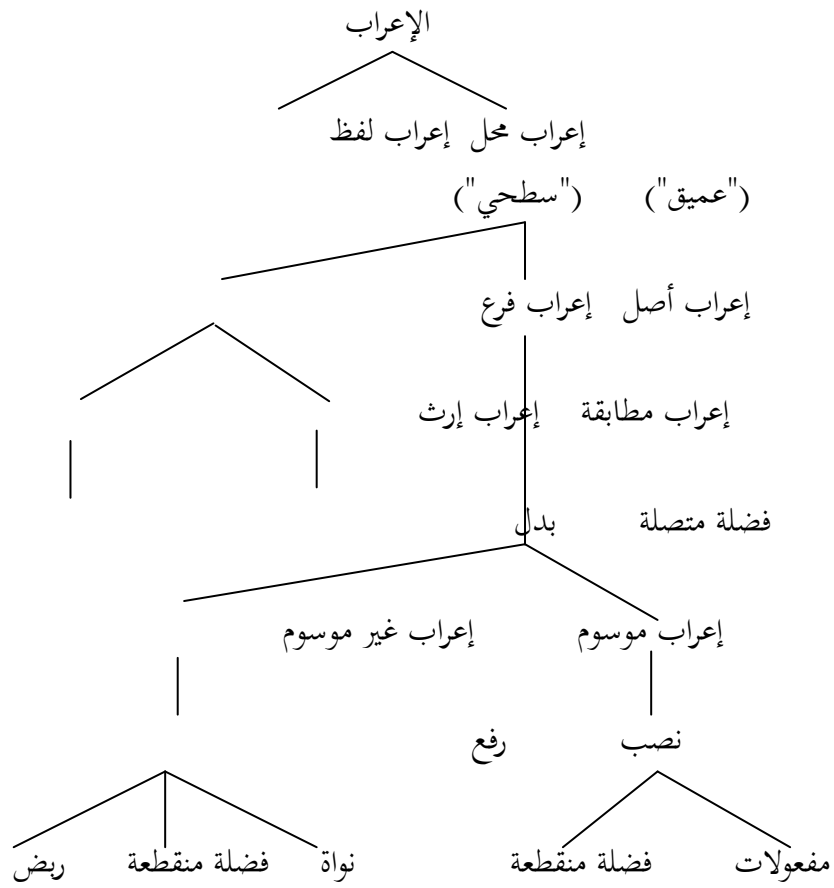 الإعراب
إعراب محل إعراب لفظ
("عميق") ("سطحي")
إعراب أصل إعراب فرع
إعراب مطابقة إعراب إرث
فضلة متصلة بدل
إعراب موسوم إعراب غير موسوم
نصب رفع
مفعولات فضلة منقطعة نواة فضلة منقطعة ربض